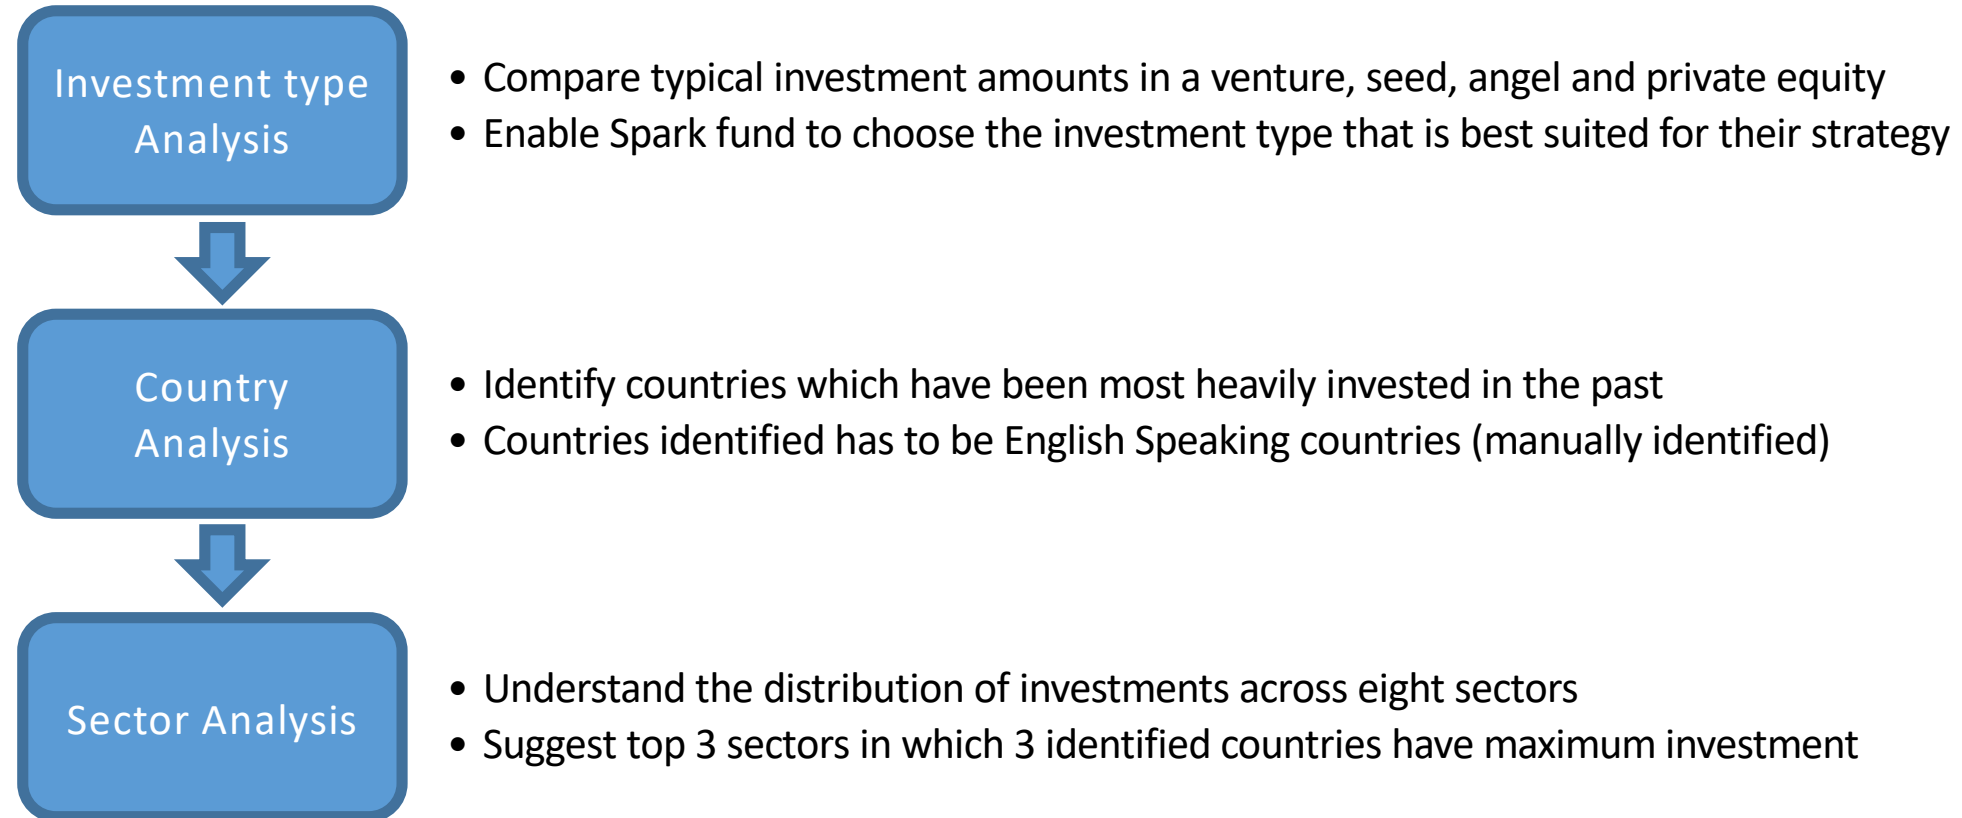 Investment type
Analysis
• Compare typical investment amounts in a venture, seed, angel and private equity
• Enable Spark fund to choose the investment type that is best suited for their strategy
Country
Analysis
• Identify countries which have been most heavily invested in the past
• Countries identified has to be English Speaking countries (manually identified)
Sector Analysis
• Understand the distribution of investments across eight sectors
• Suggest top 3 sectors in which 3 identified countries have maximum investment